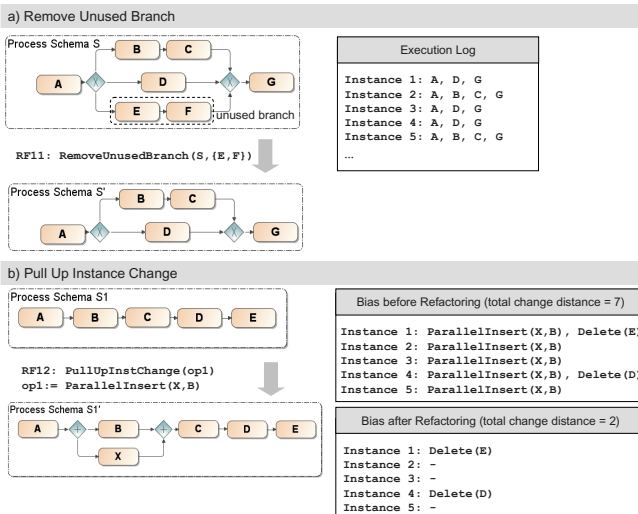 a) Remove Unused Branch
Process Schema S
B C
A X D X G
E F
unused branch
RF11: RemoveUnusedBranch(S,{E,F})
Process Schema S'
B C
A X D X G
Execution Log
Instance 1: A, D, G
Instance 2: A, B, C, G
Instance 3: A, D, G
Instance 4: A, D, G
Instance 5: A, B, C, G
…
b) Pull Up Instance Change
Process Schema S1
A B C D E
RF12: PullUpInstChange(op1)
op1:= ParallelInsert(X,B)
Process Schema S1'
A + B + C D E
X
Bias before Refactoring (total change distance = 7)
Instance 1: ParallelInsert(X,B), Delete(E)
Instance 2: ParallelInsert(X,B)
Instance 3: ParallelInsert(X,B)
Instance 4: ParallelInsert(X,B), Delete(D)
Instance 5: ParallelInsert(X,B)
Bias after Refactoring (total change distance = 2)
Instance 1: Delete(E)
Instance 2: -
Instance 3: -
Instance 4: Delete(D)
Instance 5: -